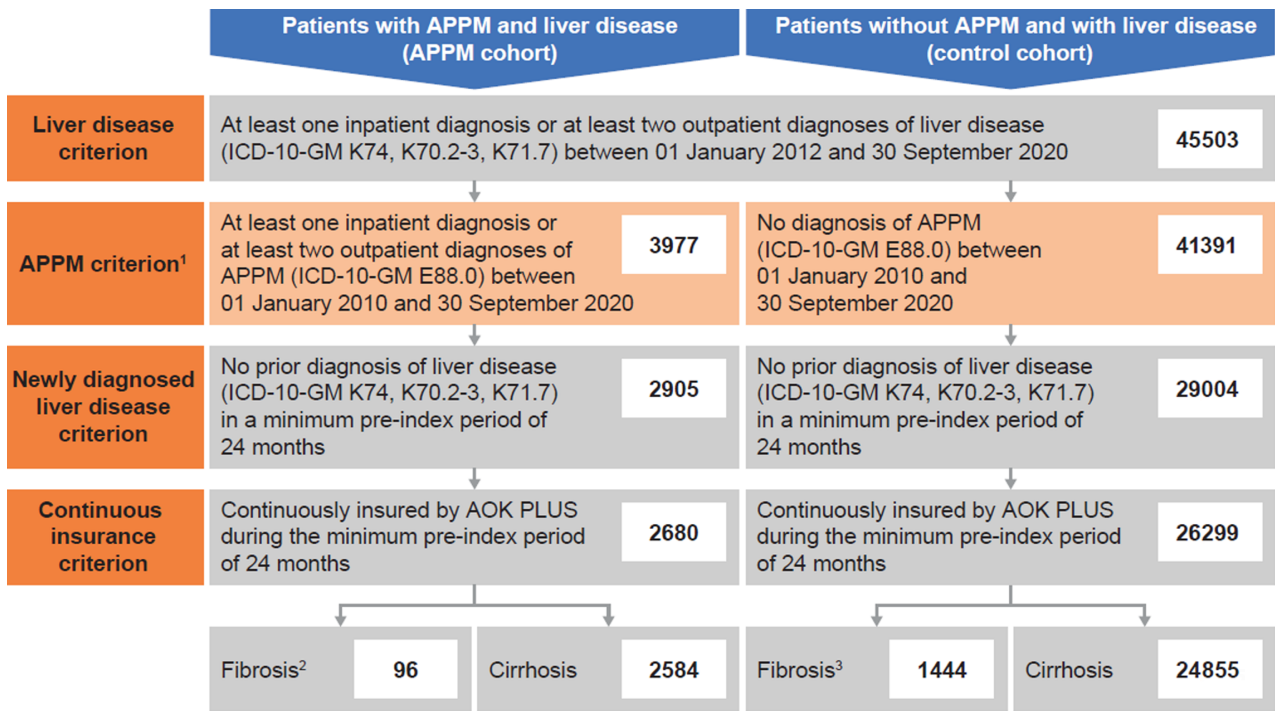 Patients with APPM and liver disease
(APPM cohort)
Patients without APPM and with liver disease
(control cohort)
Liver disease
criterion
At least one inpatient diagnosis or at least two outpatient diagnoses of liver disease
(ICD-10-GM K74, K70.2-3, K71.7) between 01 January 2012 and 30 September 2020
45503
APPM criterion¹
At least one inpatient diagnosis or
at least two outpatient diagnoses of
APPM (ICD-10-GM E88.0) between
01 January 2010 and 30 September 2020
3977
No diagnosis of APPM
(ICD-10-GM E88.0) between
01 January 2010 and
30 September 2020
41391
Newly diagnosed
liver disease
criterion
No prior diagnosis of liver disease
(ICD-10-GM K74, K70.2-3, K71.7)
in a minimum pre-index period of
24 months
2905
No prior diagnosis of liver disease
(ICD-10-GM K74, K70.2-3, K71.7)
in a minimum pre-index period of
24 months
29004
Continuous
insurance
criterion
Continuously insured by AOK PLUS
during the minimum pre-index period
of 24 months
2680
Continuously insured by AOK PLUS
during the minimum pre-index period
of 24 months
26299
Fibrosis²
96
Cirrhosis
2584
Fibrosis³
1444
Cirrhosis
24855